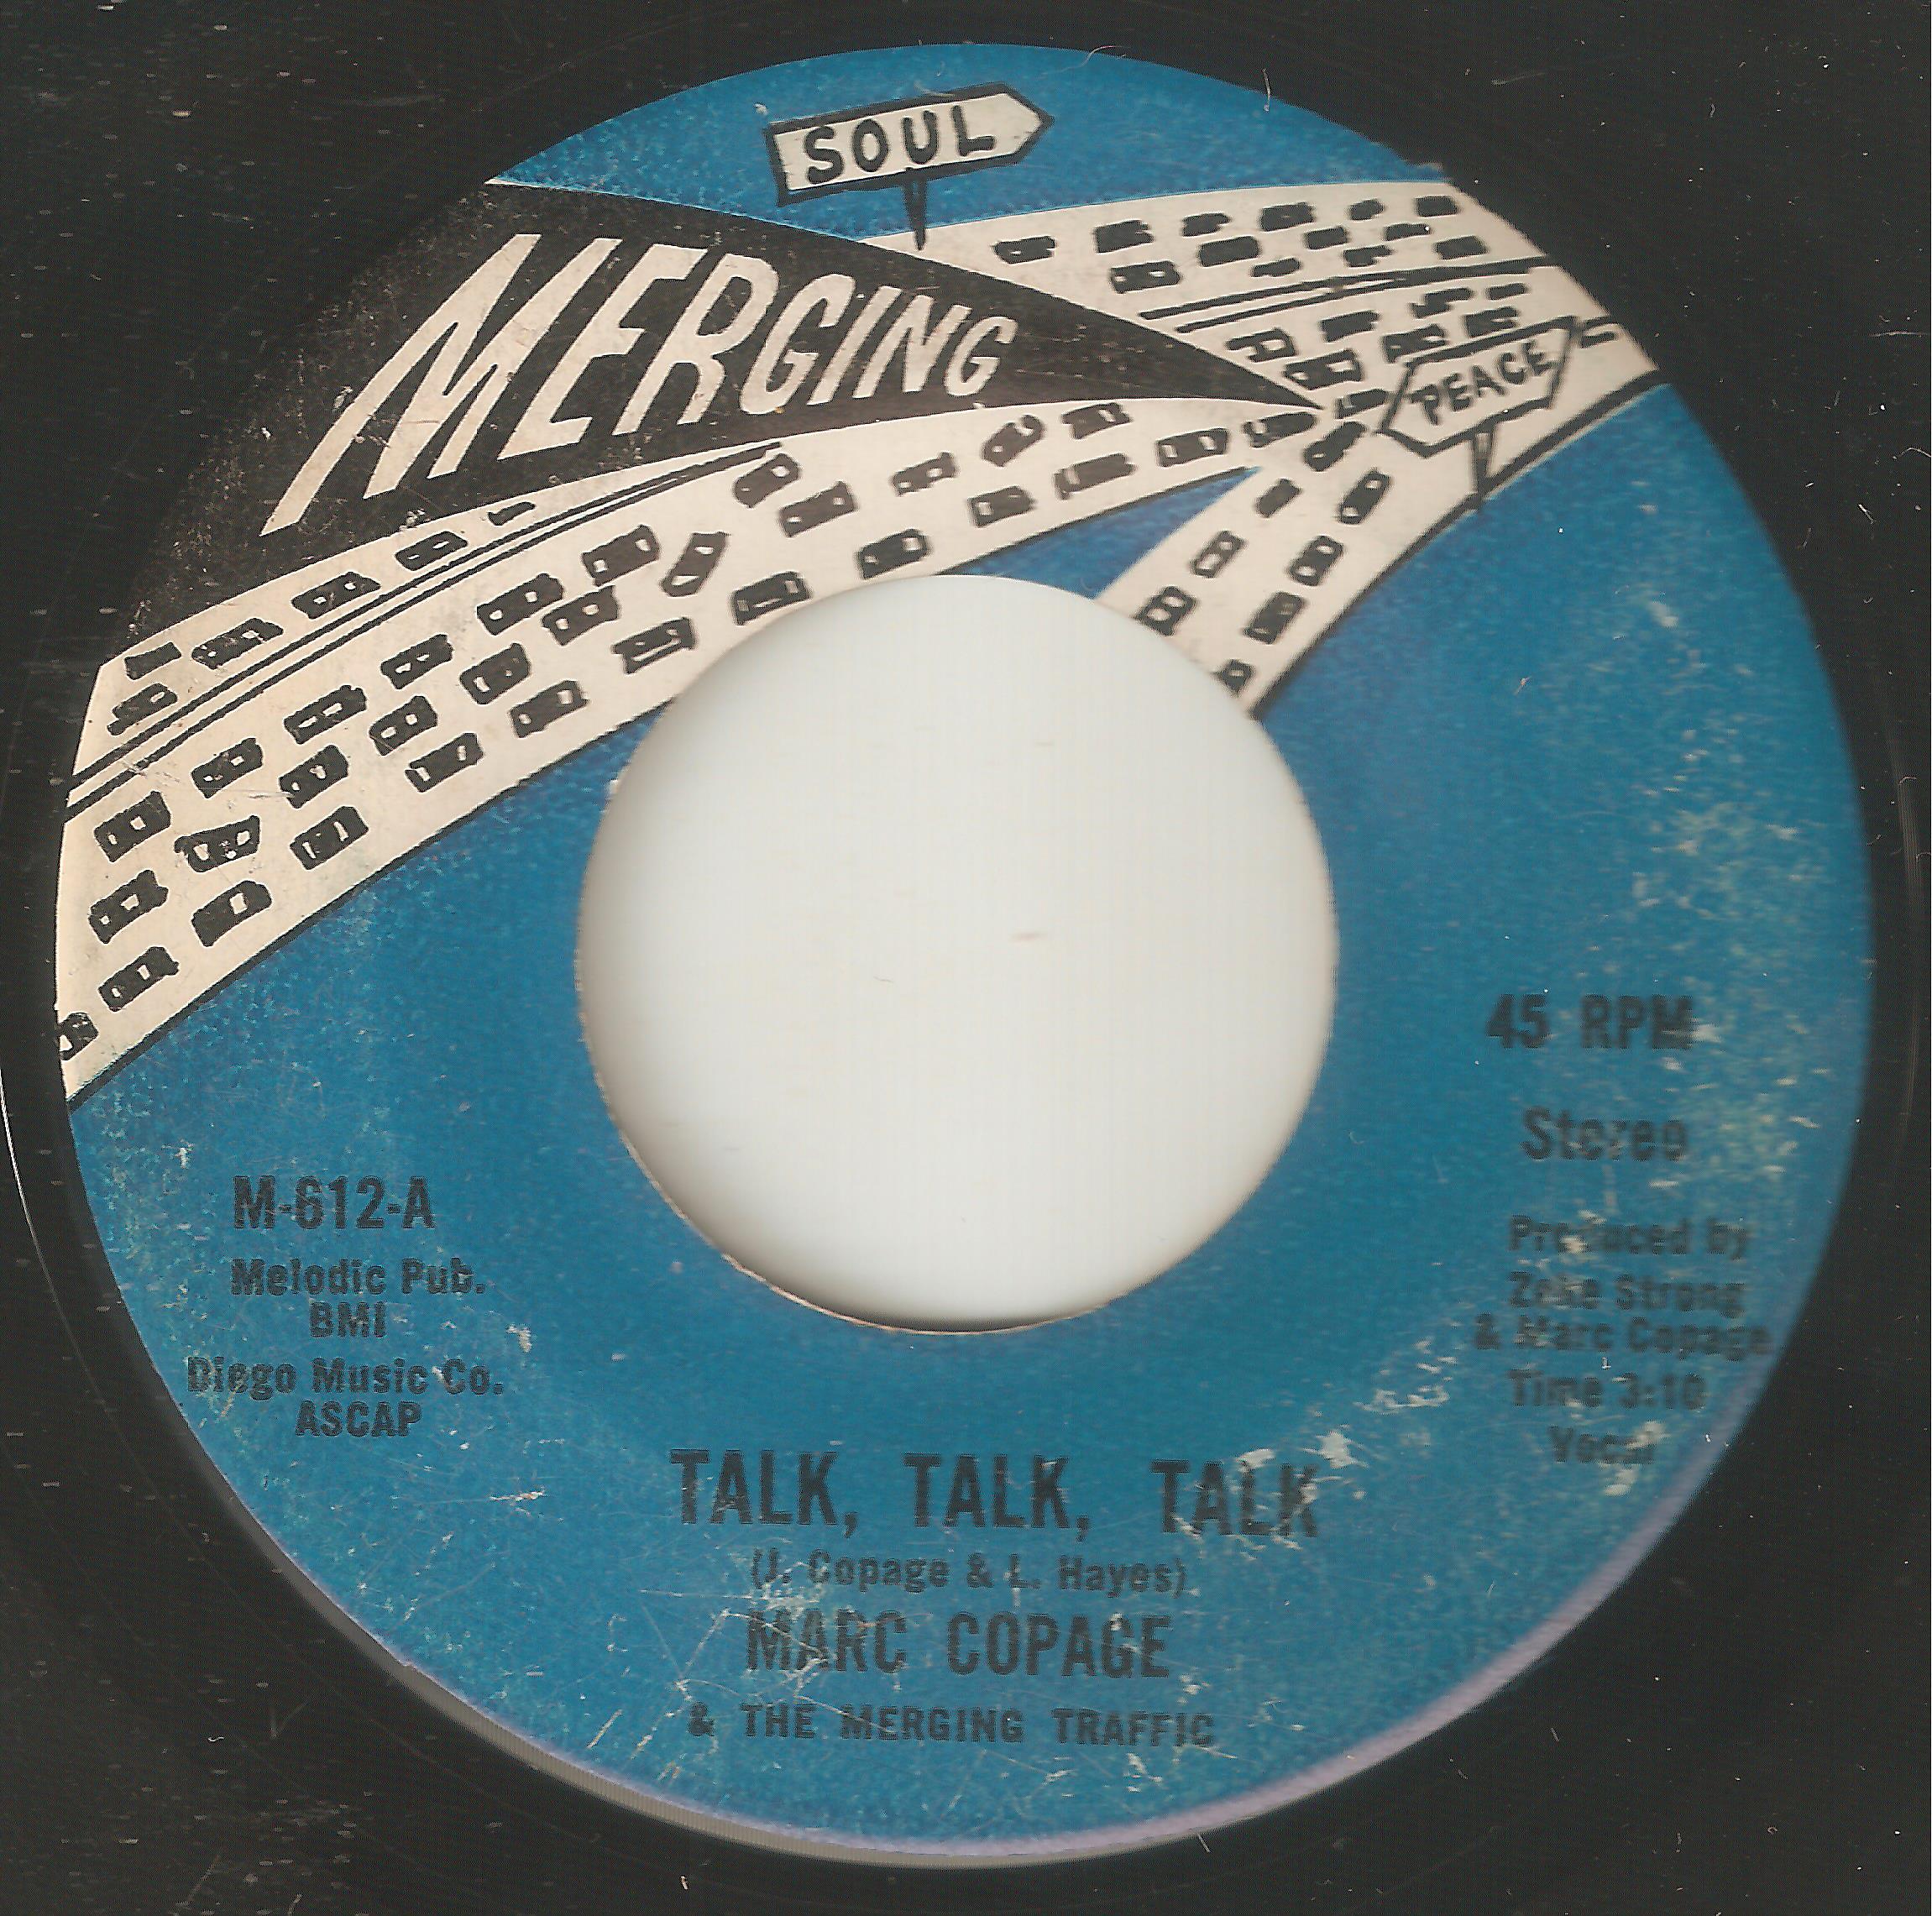 SOUL
MERGING
PEACE
45 RPM
Stereo
M-612-A
Melodic Pub.
BMI
Diego Music Co.
ASCAP
Produced by
Zeke Strong
& Marc Copage
Time 3:10
Vocal
TALK, TALK, TALK
(J. Copage & L. Hayes)
MARC COPAGE
& THE MERGING TRAFFIC